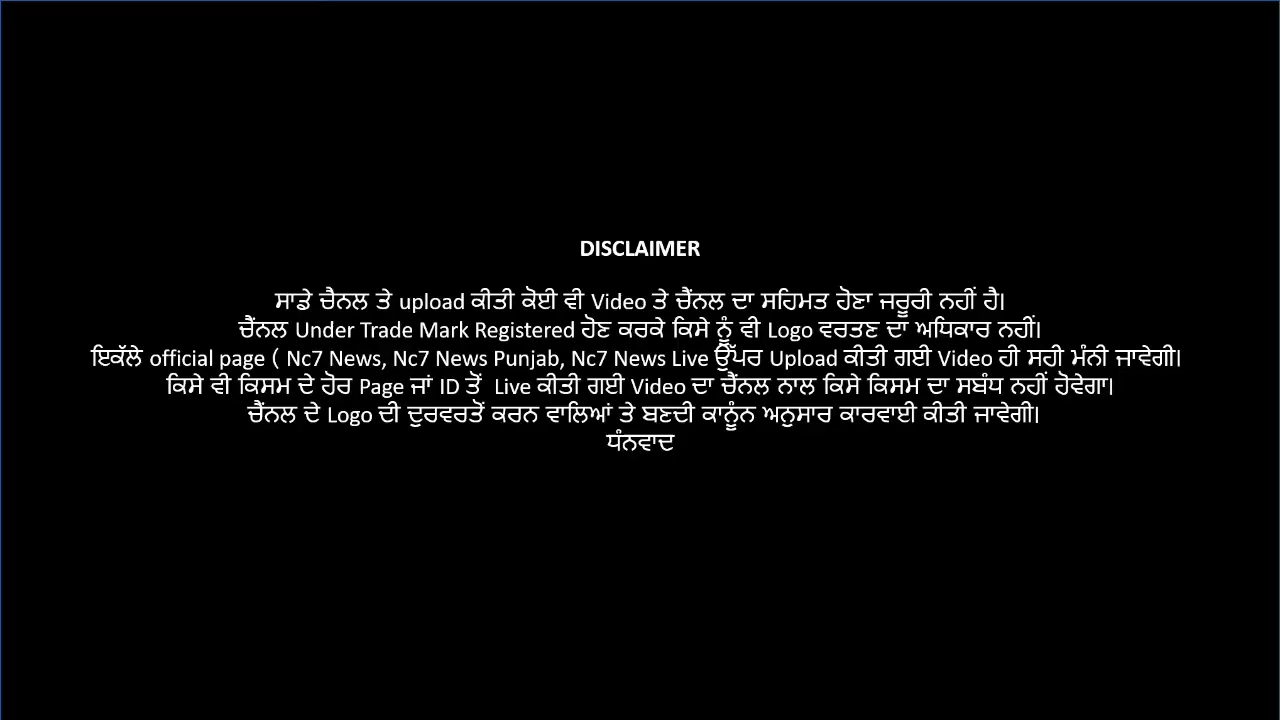 DISCLAIMER
ਸਾਡੇ ਚੈਨਲ ਤੇ upload ਕੀਤੀ ਕੋਈ ਵੀ Video ਤੇ ਚੈਂਨਲ ਦਾ ਸਹਿਮਤ ਹੋਣਾ ਜਰੂਰੀ ਨਹੀਂ ਹੈ।
ਚੈਂਨਲ Under Trade Mark Registered ਹੋਣ ਕਰਕੇ ਕਿਸੇ ਨੂੰ ਵੀ Logo ਵਰਤਣ ਦਾ ਅਧਿਕਾਰ ਨਹੀਂ।
ਇਕੱਲੇ official page ( Nc7 News, Nc7 News Punjab, Nc7 News Live ਉੱਪਰ Upload ਕੀਤੀ ਗਈ Video ਹੀ ਸਹੀ ਮੰਨੀ ਜਾਵੇਗੀ।
ਕਿਸੇ ਵੀ ਕਿਸਮ ਦੇ ਹੋਰ Page ਜਾਂ ID ਤੋਂ Live ਕੀਤੀ ਗਈ Video ਦਾ ਚੈਂਨਲ ਨਾਲ ਕਿਸੇ ਕਿਸਮ ਦਾ ਸਬੰਧ ਨਹੀਂ ਹੋਵੇਗਾ।
ਚੈਂਨਲ ਦੇ Logo ਦੀ ਦੁਰਵਰਤੋਂ ਕਰਨ ਵਾਲਿਆਂ ਤੇ ਬਣਦੀ ਕਾਨੂੰਨ ਅਨੁਸਾਰ ਕਾਰਵਾਈ ਕੀਤੀ ਜਾਵੇਗੀ।
ਧੰਨਵਾਦ